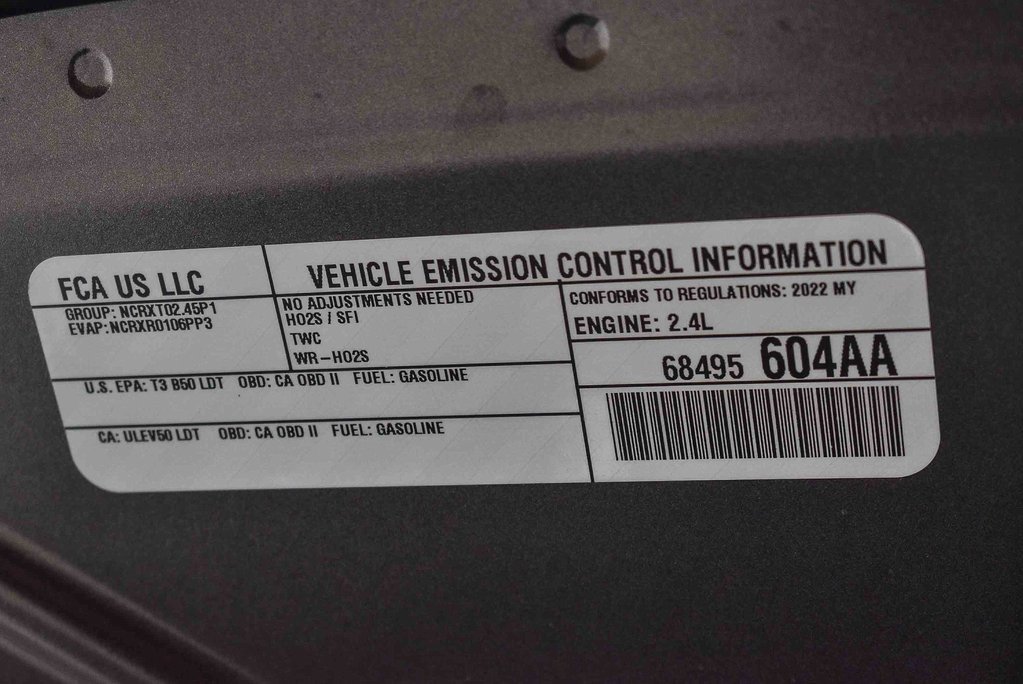 FCA US LLC
VEHICLE EMISSION CONTROL INFORMATION
GROUP: NCRXT02.45P1
EVAP: NCRXR0106PP3
NO ADJUSTMENTS NEEDED
HO2S / SFI
TWC
WR-HO2S
CONFORMS TO REGULATIONS: 2022 MY
ENGINE: 2.4L
68495 604AA
U.S. EPA: T3 B50 LDT OBD: CA OBD II FUEL: GASOLINE
CA: ULEV50 LDT OBD: CA OBD II FUEL: GASOLINE